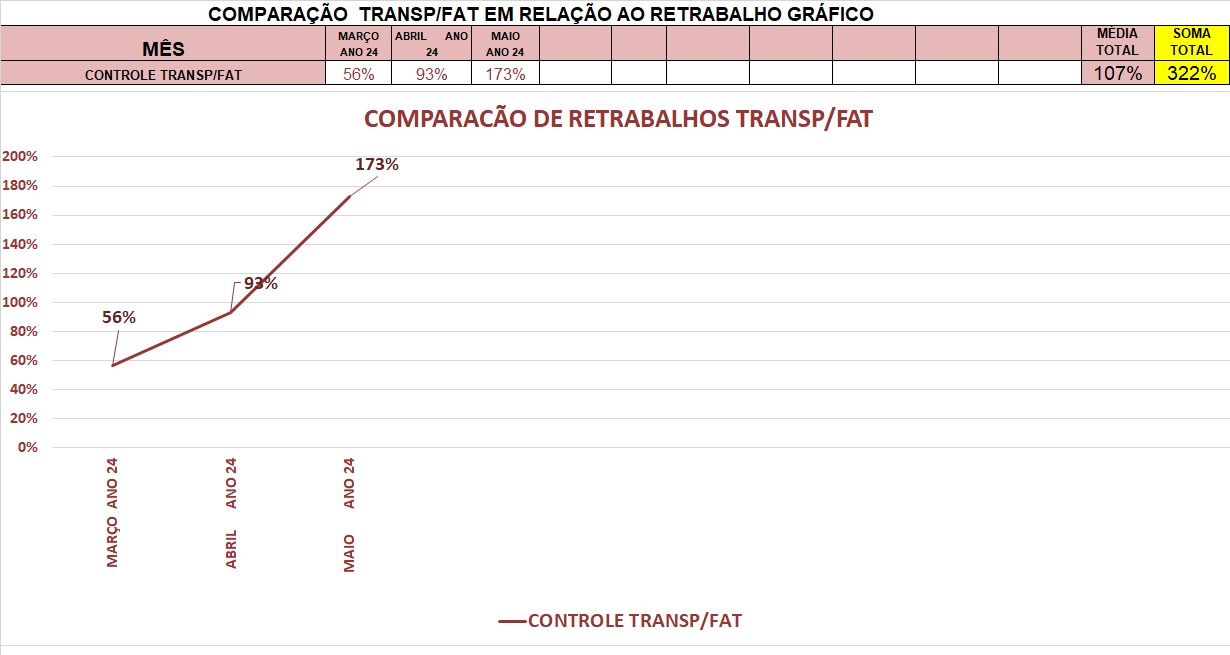 COMPARAÇÃO TRANSP/FAT EM RELAÇÃO AO RETRABALHO GRÁFICO
MÊS
MARÇO
ANO 24
ABRIL ANO
24
MAIO
ANO 24
MÉDIA
TOTAL
SOMA
TOTAL
CONTROLE TRANSP/FAT
56%
93%
173%
107%
322%
COMPARACÃO DE RETRABALHOS TRANSP/FAT
200%
180%
160%
140%
120%
100%
80%
60%
40%
20%
0%
56%
93%
173%
MARÇO ANO 24
ABRIL ANO 24
MAIO ANO 24
CONTROLE TRANSP/FAT